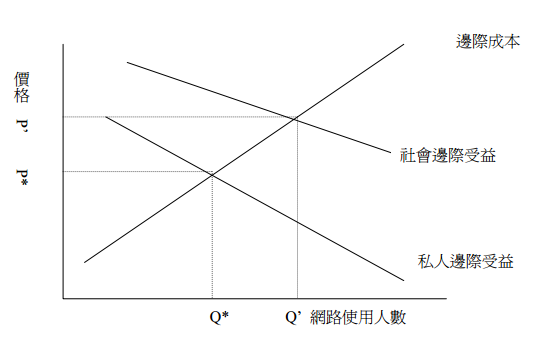 邊際成本
價格
P’
社會邊際受益
P*
私人邊際受益
Q*
Q’ 網路使用人數